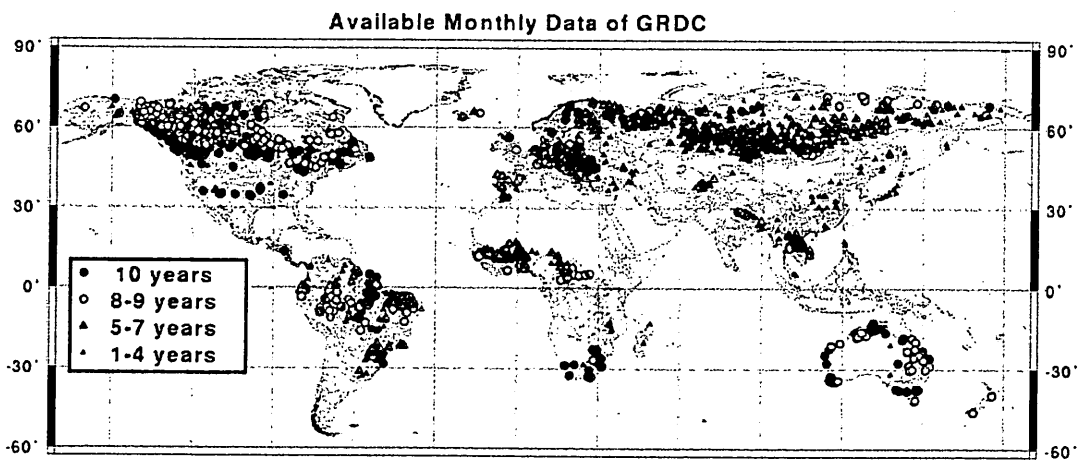 Available Monthly Data of GRDC
90° 90°
60° 60°
30° 30°
0° 0°
-30° -30°
-60° -60°
10 years
8-9 years
5-7 years
1-4 years